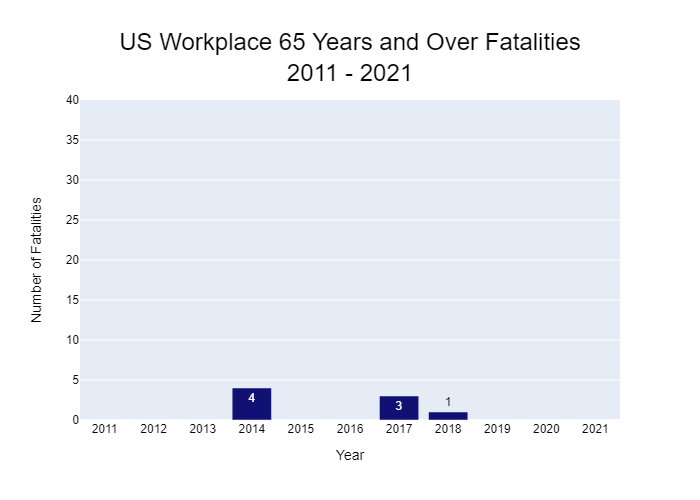 US Workplace 65 Years and Over Fatalities
2011 - 2021
40
35
30
25
20
15
10
5
0
Number of Fatalities
4
3
1
2011 2012 2013 2014 2015 2016 2017 2018 2019 2020 2021
Year